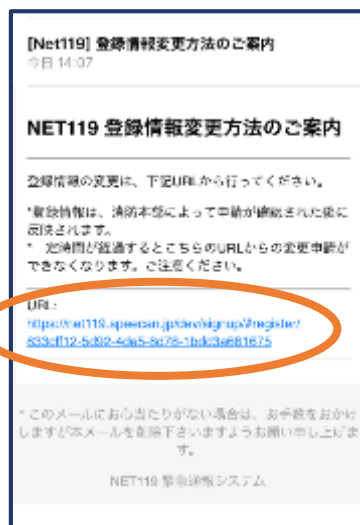 [Net119] 登録情報変更方法のご案内
今日 14:07
NET119 登録情報変更方法のご案内
登録情報の変更は、下記URLから行ってください。
*登録情報は、消防本部によって申請が確認された後に
反映されます。
* 一定時間が経過するとこちらのURLからの変更申請が
できなくなります。ご注意ください。
URL:
https://net119.speecan.jp/dev/signup/#register/
* このメールにお心当たりがない場合は、お手数をおかけ
しますが本メールを削除下さいますようお願い申し上げま
す。
NET119 緊急通報システム